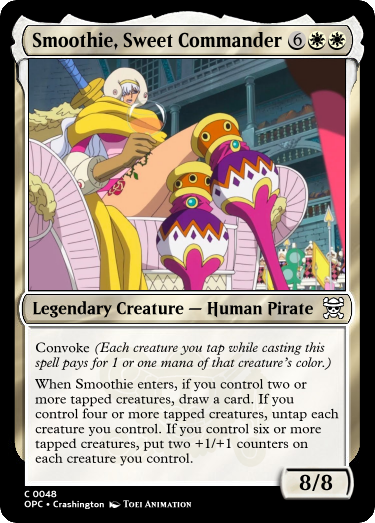 Smoothie, Sweet Commander 6
Legendary Creature — Human Pirate
Convoke (Each creature you tap while casting this
spell pays for 1 or one mana of that creature's color.)
When Smoothie enters, if you control two or
more tapped creatures, draw a card. If you
control four or more tapped creatures, untap each
creature you control. If you control six or more
tapped creatures, put two +1/+1 counters on
each creature you control.
8/8
C 0048
OPC • Crashington TOEI ANIMATION